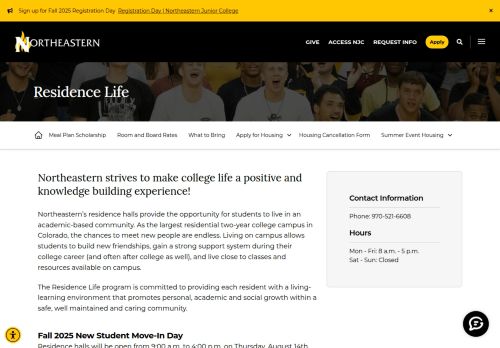 Sign up for Fall 2025 Registration Day Registration Day | Northeastern Junior College ×
NORTHEASTERN
GIVE ACCESS NJC REQUEST INFO Apply
Residence Life
Meal Plan Scholarship Room and Board Rates What to Bring Apply for Housing Housing Cancellation Form Summer Event Housing
Northeastern strives to make college life a positive and
knowledge building experience!
Northeastern's residence halls provide the opportunity for students to live in an
academic-based community. As the largest residential two-year college campus in
Colorado, the chances to meet new people are endless. Living on campus allows
students to build new friendships, gain a strong support system during their
college career (and often after college as well), and live close to classes and
resources available on campus.
The Residence Life program is committed to providing each resident with a living-
learning environment that promotes personal, academic and social growth within a
safe, well maintained and caring community.
Fall 2025 New Student Move-In Day
Residence halls will be open from 9:00 a.m. to 4:00 p.m. on Thursday, August 14th.
Contact Information
Phone: 970-521-6608
Hours
Mon - Fri: 8 a.m. - 5 p.m.
Sat - Sun: Closed